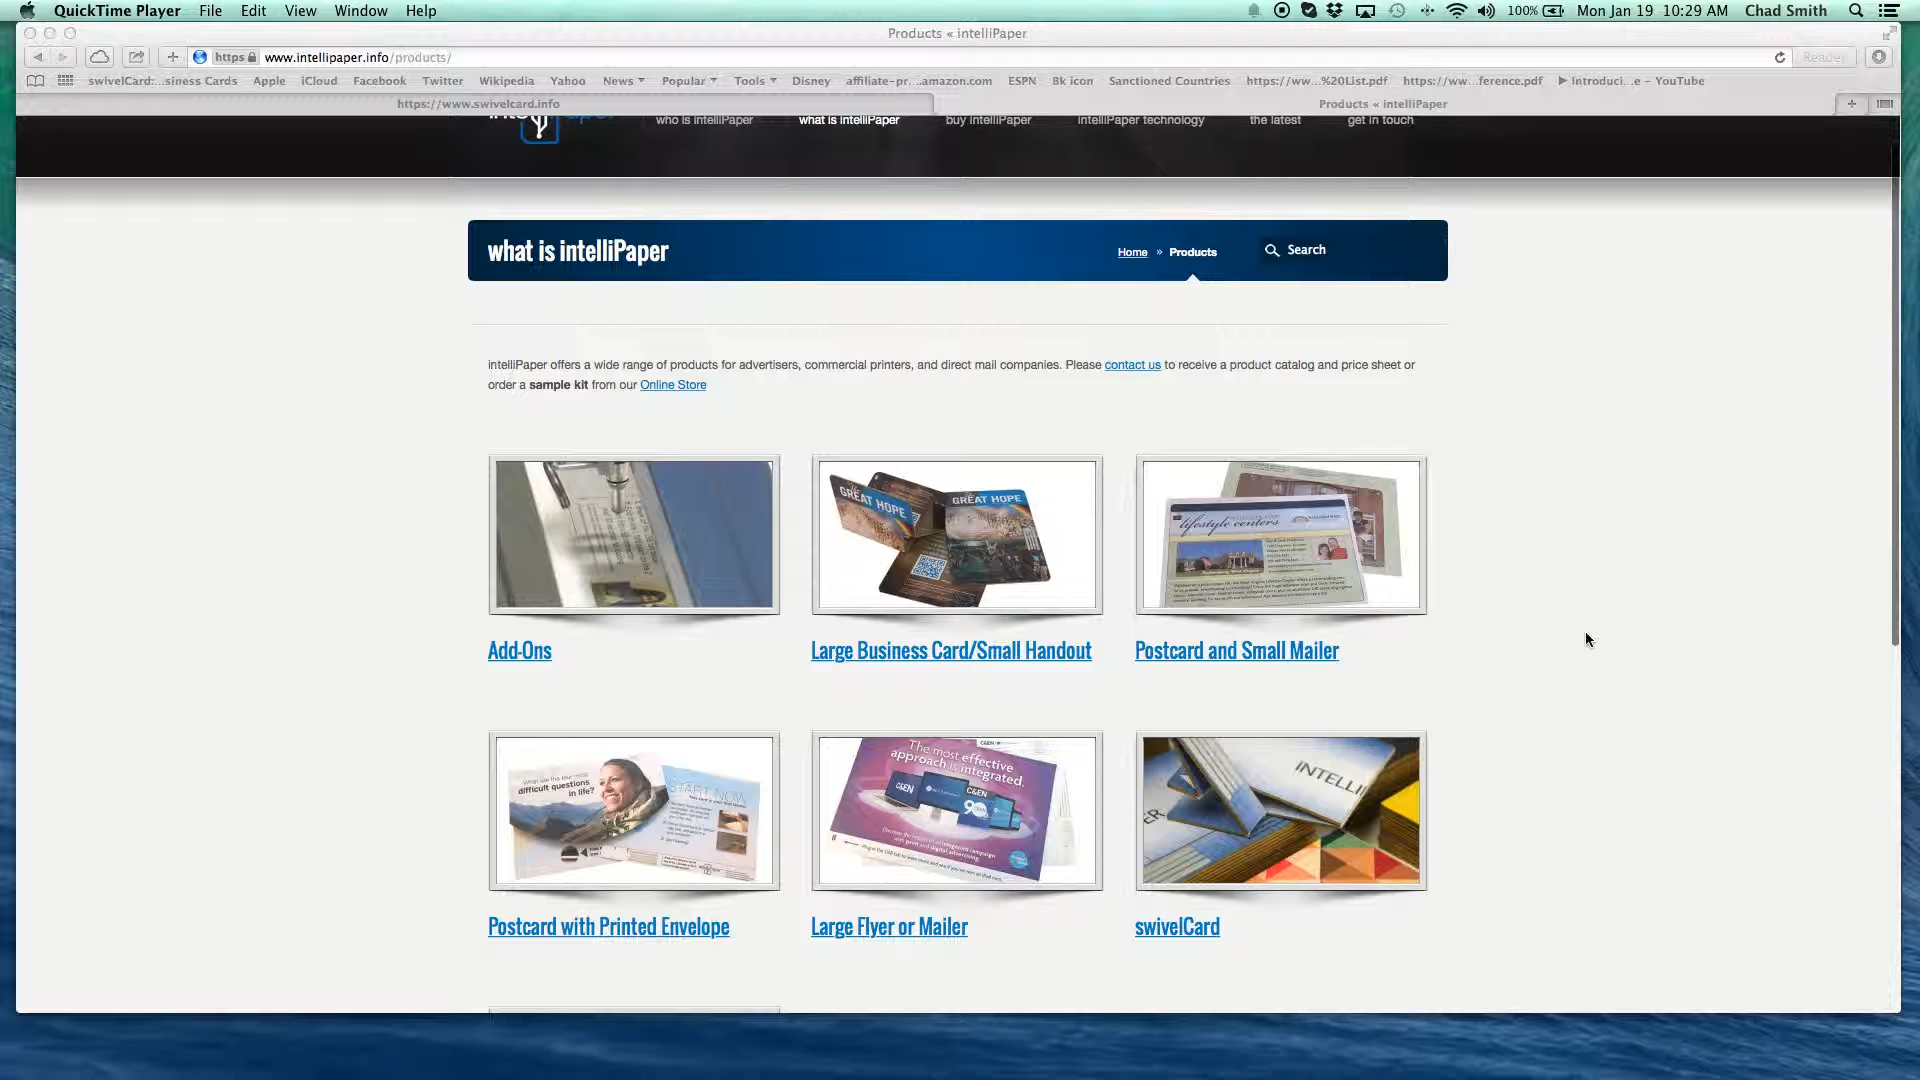 QuickTime Player File Edit View Window Help 100% Mon Jan 19 10:29 AM Chad Smith
Products « intelliPaper
https www.intellipaper.info/products/ Reader
swivelCard:...siness Cards Apple iCloud Facebook Twitter Wikipedia Yahoo News Popular Tools Disney affiliate-pr...amazon.com ESPN Bk icon Sanctioned Countries https://ww...%20List.pdf https://ww...ference.pdf Introduci...e - YouTube
https://www.swivelcard.info Products « intelliPaper
who is intelliPaper what is intelliPaper buy intelliPaper intelliPaper technology the latest get in touch
what is intelliPaper Home » Products Search
intelliPaper offers a wide range of products for advertisers, commercial printers, and direct mail companies. Please contact us to receive a product catalog and price sheet or
order a sample kit from our Online Store
GREAT HOPE
GREAT HOPE
lifestyle centers
Add-Ons Large Business Card/Small Handout Postcard and Small Mailer
difficult questions
in life?
START NOW
The most effective
approach is integrated.
C&EN
C&EN
INTELLI
Postcard with Printed Envelope Large Flyer or Mailer swivelCard